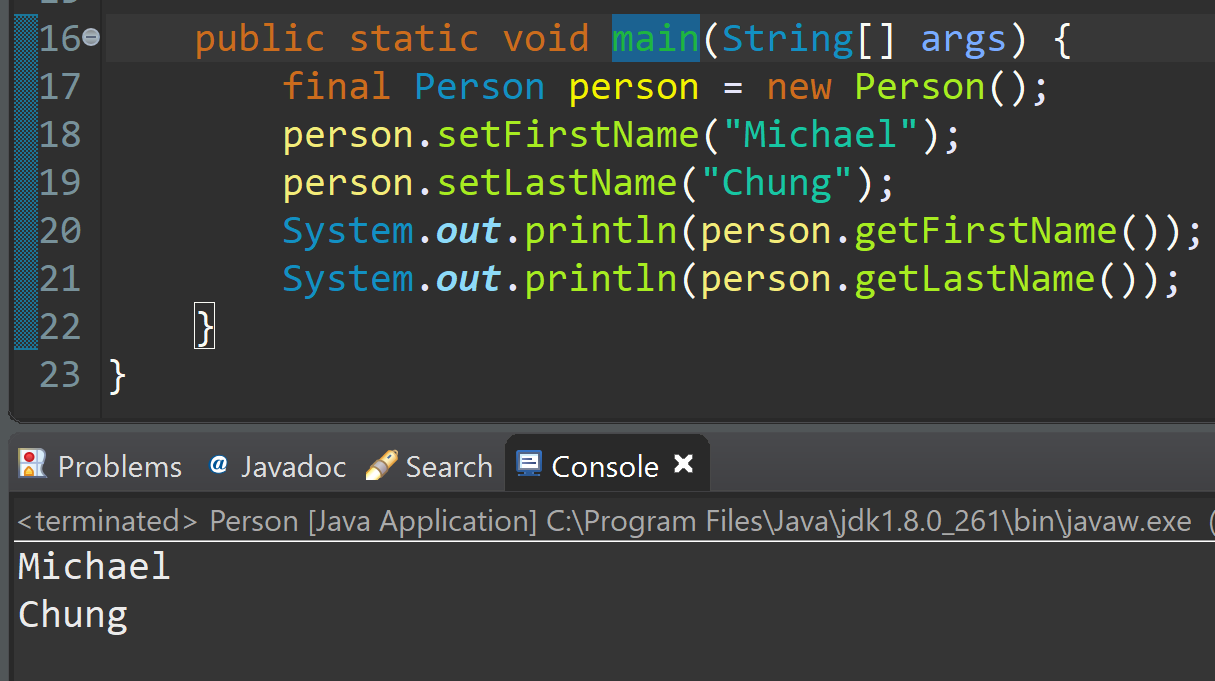 16 public static void main(String[] args) {
17 final Person person = new Person();
18 person.setFirstName("Michael");
19 person.setLastName("Chung");
20 System.out.println(person.getFirstName());
21 System.out.println(person.getLastName());
22 }
23 }
Problems @ Javadoc Search Console
<terminated> Person [Java Application] C:\Program Files\Java\jdk1.8.0_261\bin\javaw.exe (
Michael
Chung